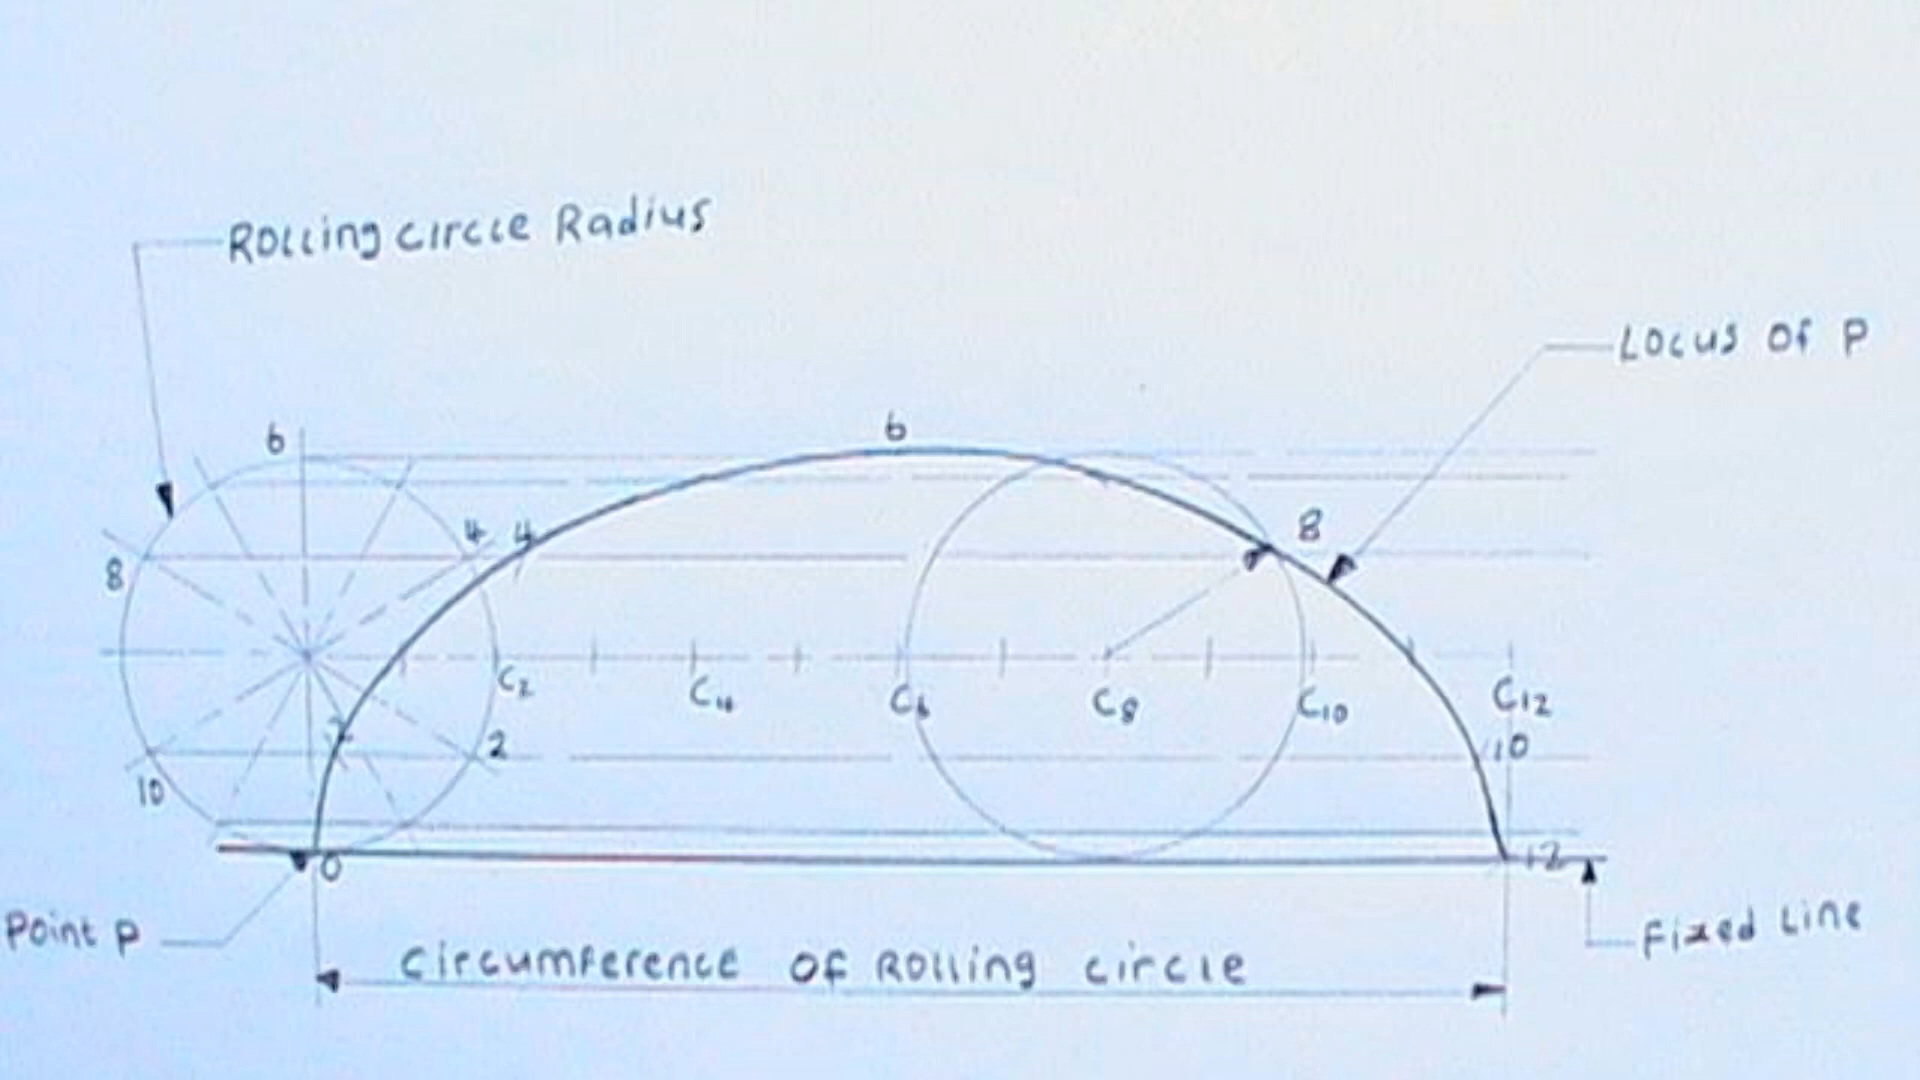 Rolling circle Radius
Locus of P
6
6
4
4
8
8
C2
C4
C6
C8
C10
C12
2
2
10
10
0
12
Point P
Fixed Line
circumference of Rolling circle